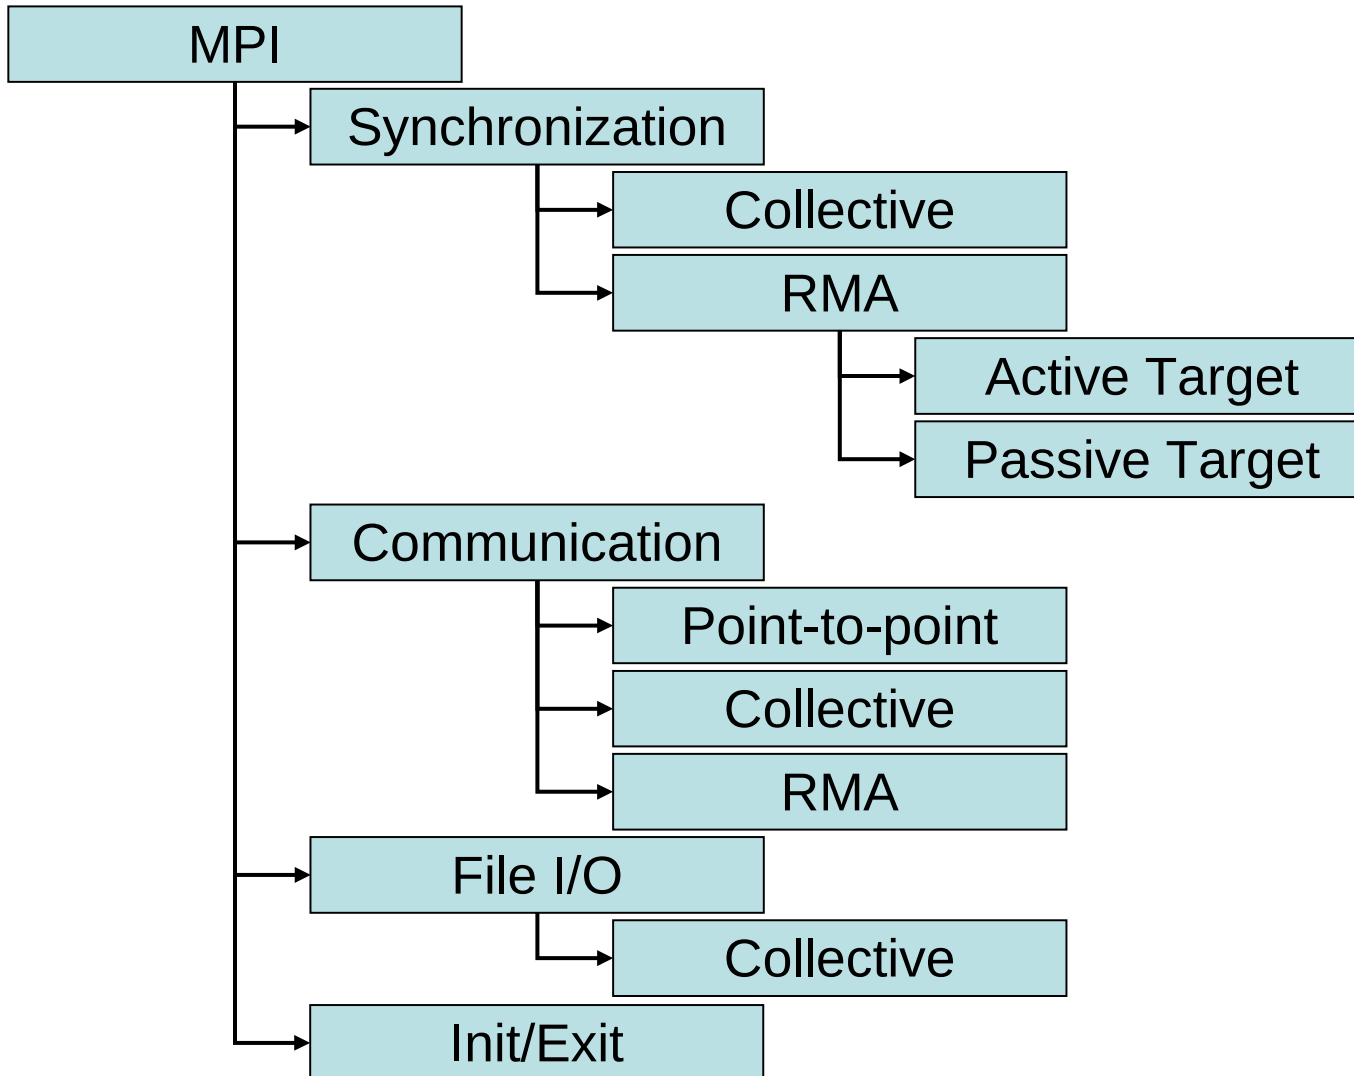 MPI
Synchronization
Collective
RMA
Active Target
Passive Target
Communication
Point-to-point
Collective
RMA
File I/O
Collective
Init/Exit